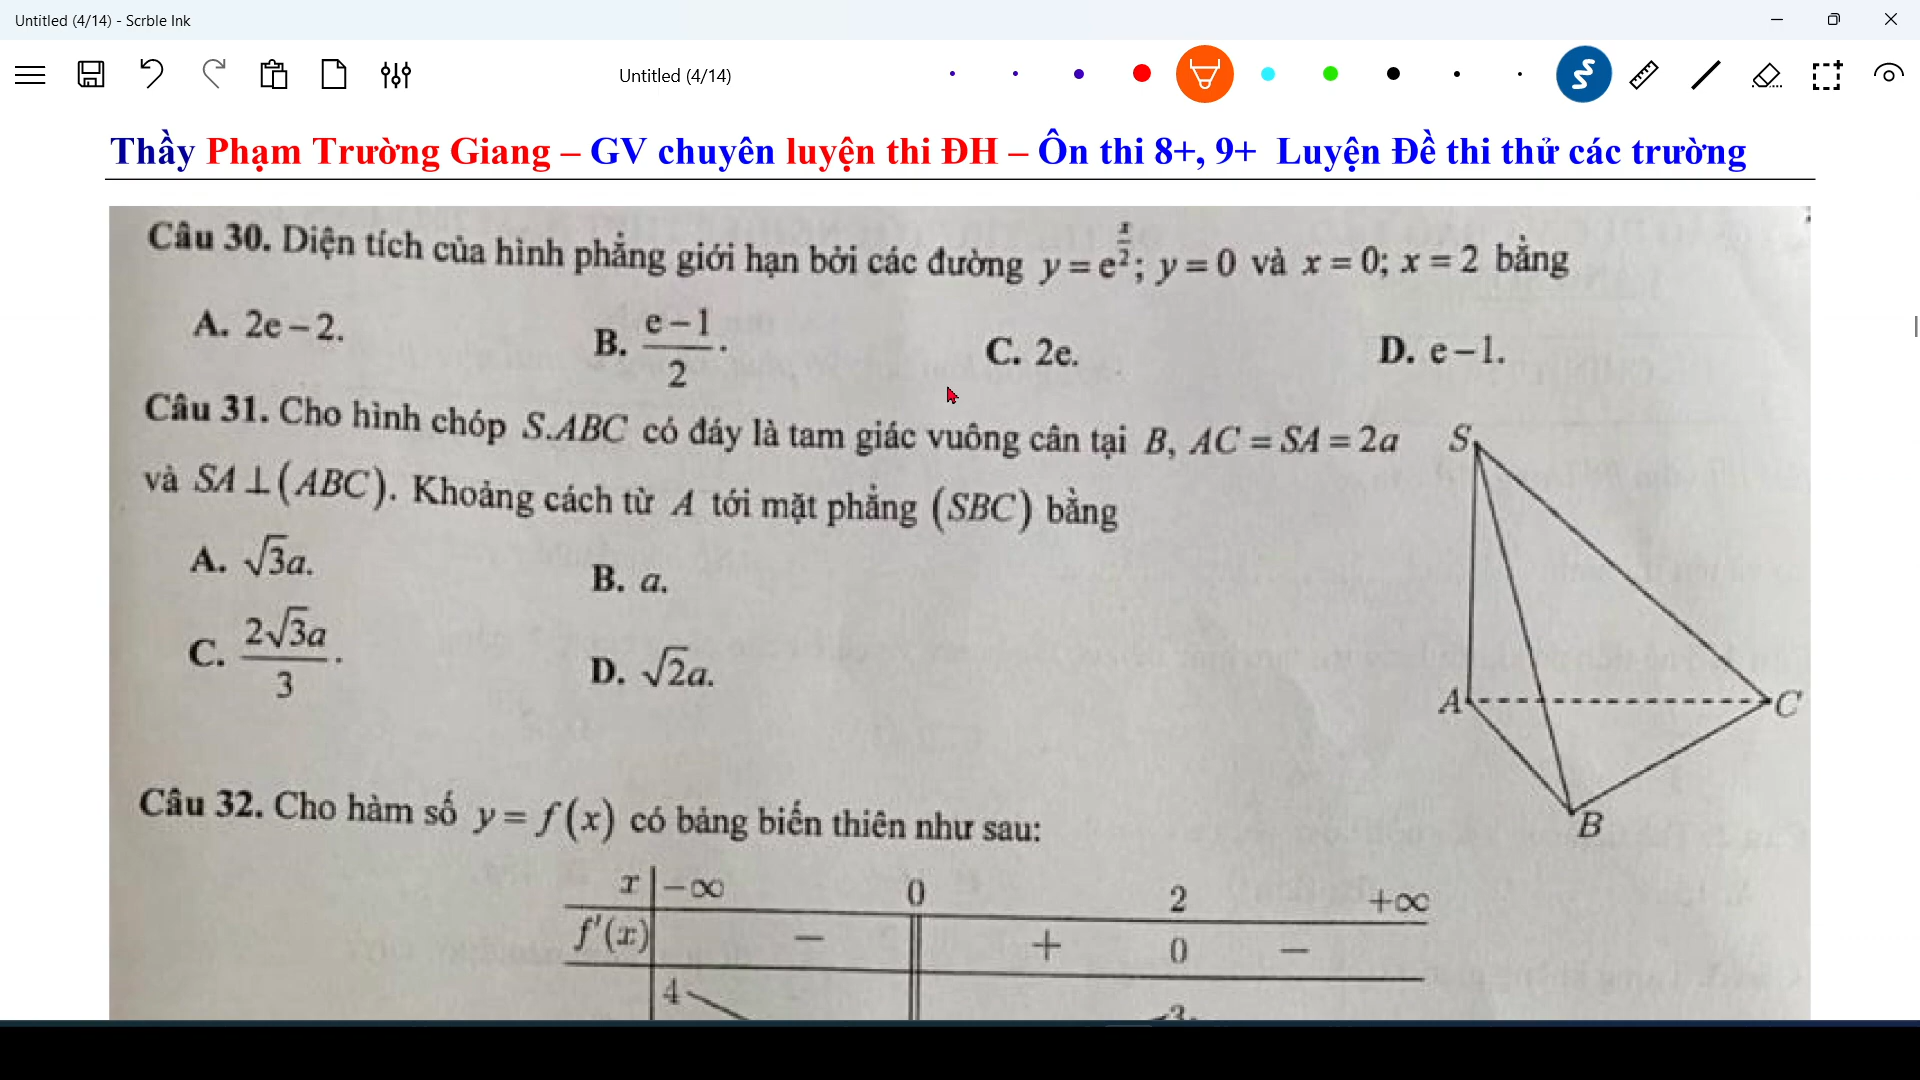 Untitled (4/14) - Scrble Ink
Untitled (4/14)
Thầy Phạm Trường Giang – GV chuyên luyện thi ĐH – Ôn thi 8+, 9+ Luyện Đề thi thử các trường
Câu 30. Diện tích của hình phẳng giới hạn bởi các đường y = e^{x/2}; y = 0 và x = 0; x = 2 bằng
A. 2e − 2. B. (e − 1)/2. C. 2e. D. e − 1.
Câu 31. Cho hình chóp S.ABC có đáy là tam giác vuông cân tại B, AC = SA = 2a
và SA ⊥ (ABC). Khoảng cách từ A tới mặt phẳng (SBC) bằng
A. √3a. B. a.
C. 2√3a/3. D. √2a.
S
A
C
B
Câu 32. Cho hàm số y = f(x) có bảng biến thiên như sau:
x −∞ 0 2 +∞
f'(x) − + 0 −
4 3